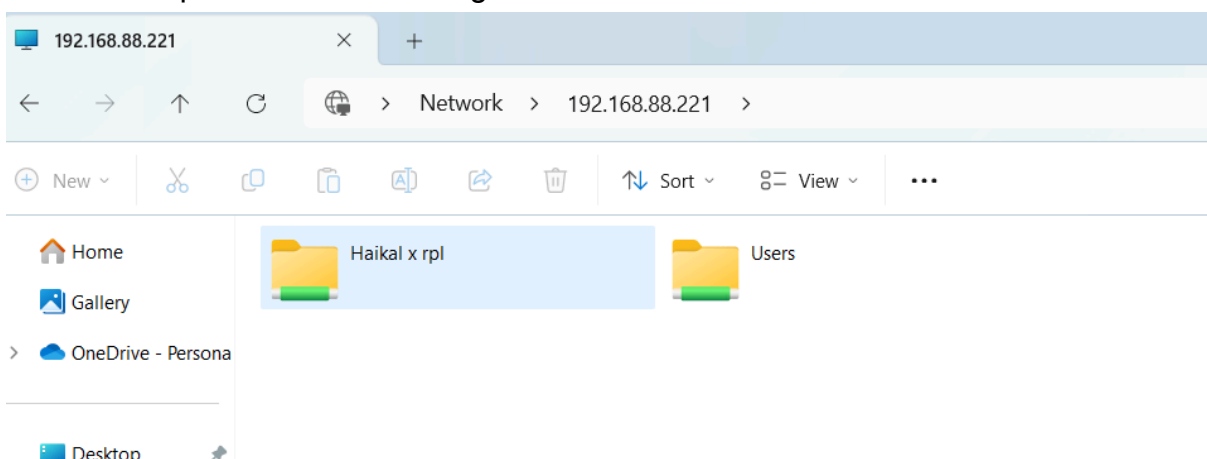 192.168.88.221
Network > 192.168.88.221 >
New
Sort
View
Home
Haikal x rpl
Users
Gallery
OneDrive - Persona
Desktop